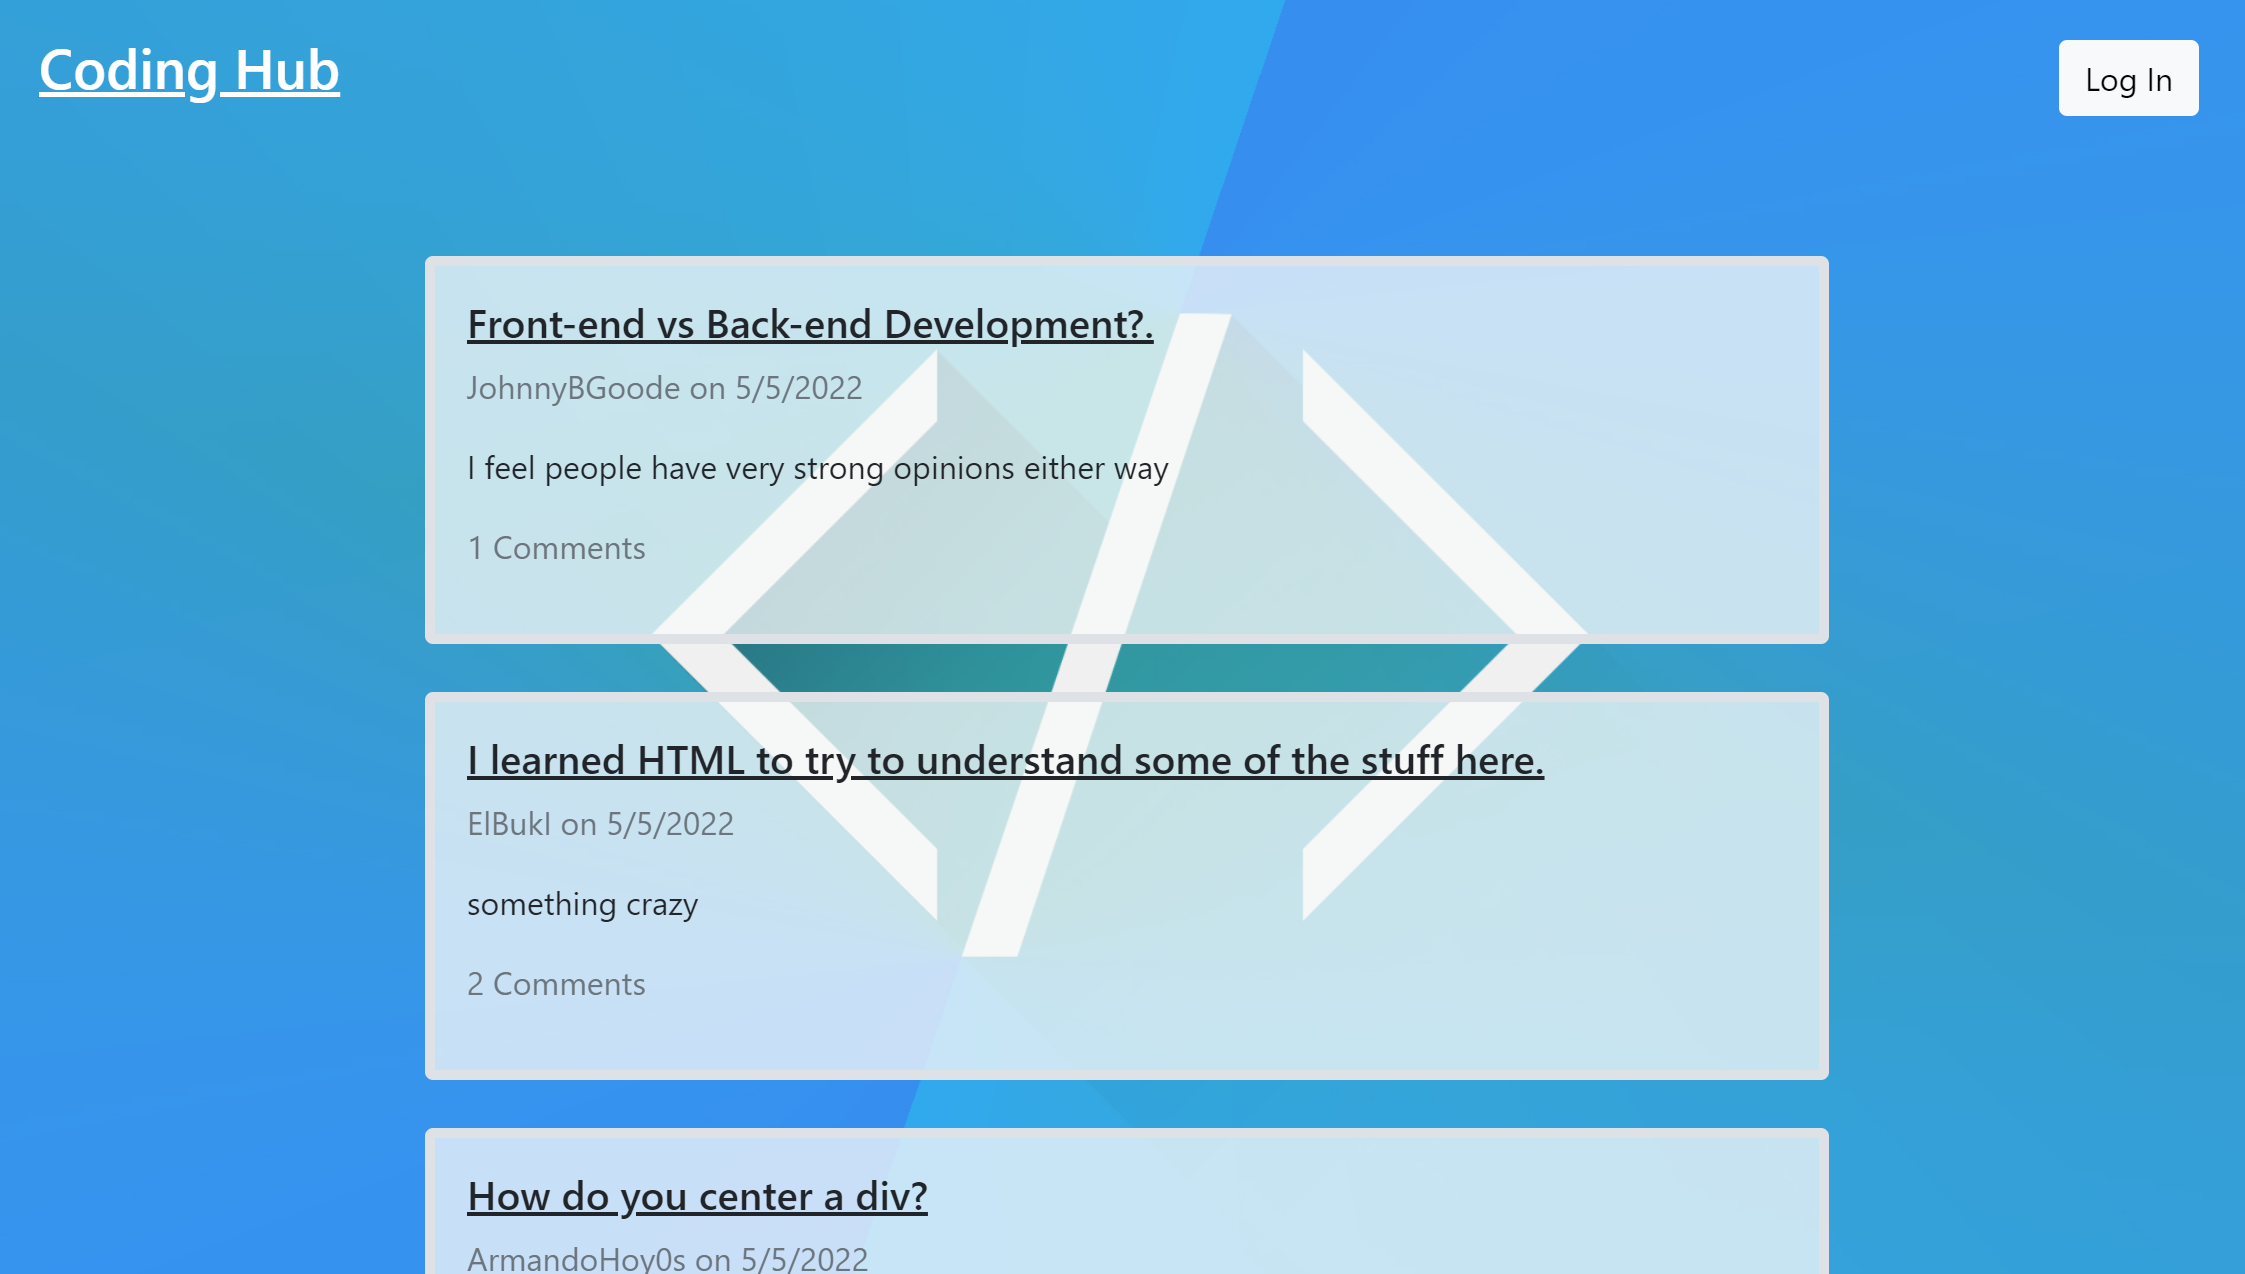 Coding Hub
Log In
Front-end vs Back-end Development?.
JohnnyBGoode on 5/5/2022
I feel people have very strong opinions either way
1 Comments
I learned HTML to try to understand some of the stuff here.
ElBukI on 5/5/2022
something crazy
2 Comments
How do you center a div?
ArmandoHoy0s on 5/5/2022